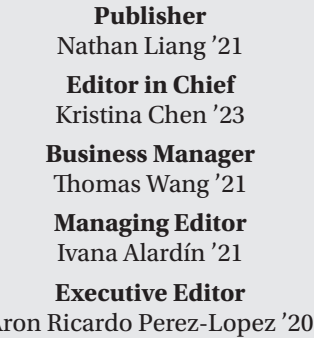 Publisher
Nathan Liang ’21
Editor in Chief
Kristina Chen ’23
Business Manager
Thomas Wang ’21
Managing Editor
Ivana Alardín ’21
Executive Editor
Ricardo Perez-Lopez ’20